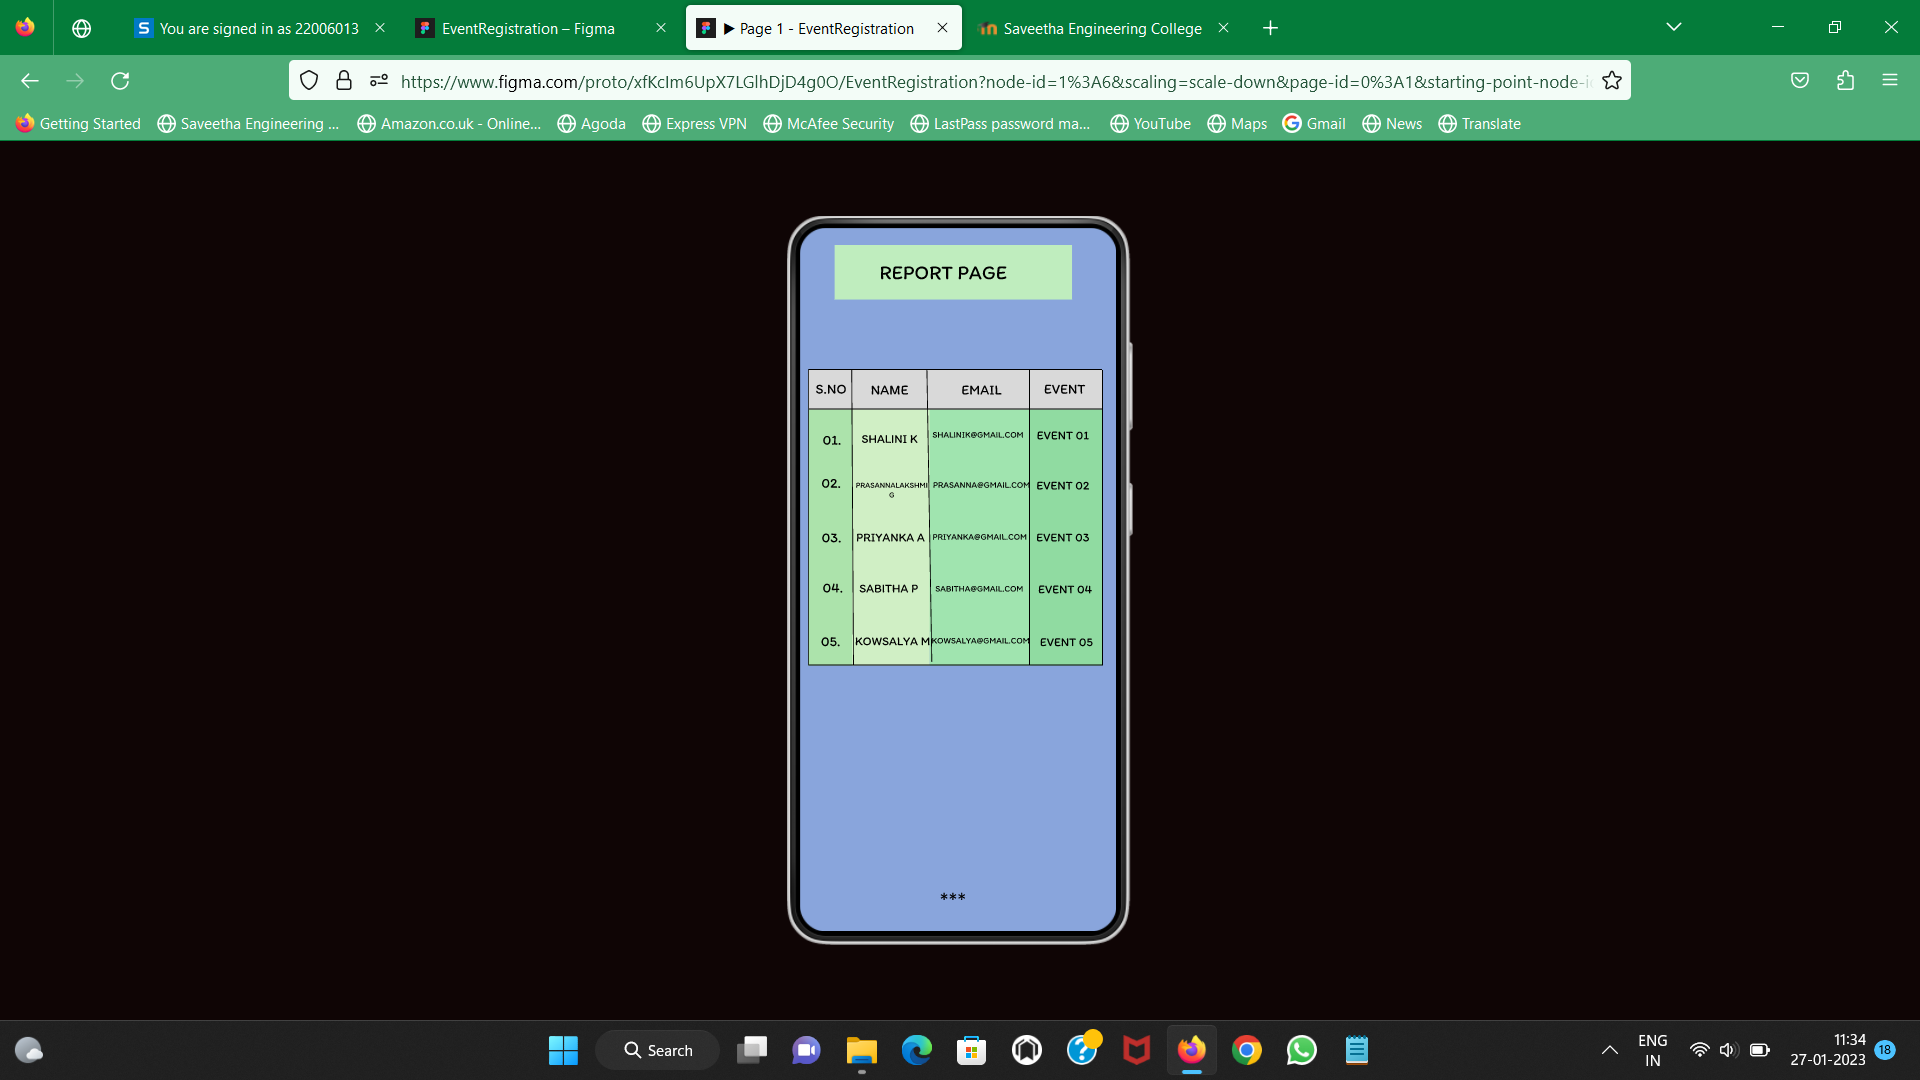 You are signed in as 22006013
EventRegistration – Figma
▶ Page 1 - EventRegistration
Saveetha Engineering College
https://www.figma.com/proto/xfKcIm6UpX7LGlhDjD4g0O/EventRegistration?node-id=1%3A6&scaling=scale-down&page-id=0%3A1&starting-point-node-i
Getting Started Saveetha Engineering ... Amazon.co.uk - Online... Agoda Express VPN McAfee Security LastPass password ma... YouTube Maps Gmail News Translate
REPORT PAGE
S.NO NAME EMAIL EVENT
01. SHALINI K SHALINIK@GMAIL.COM EVENT 01
02. PRASANNALAKSHMI G PRASANNA@GMAIL.COM EVENT 02
03. PRIYANKA A PRIYANKA@GMAIL.COM EVENT 03
04. SABITHA P SABITHA@GMAIL.COM EVENT 04
05. KOWSALYA M KOWSALYA@GMAIL.COM EVENT 05
***
Search
ENG
IN
11:34
27-01-2023
18